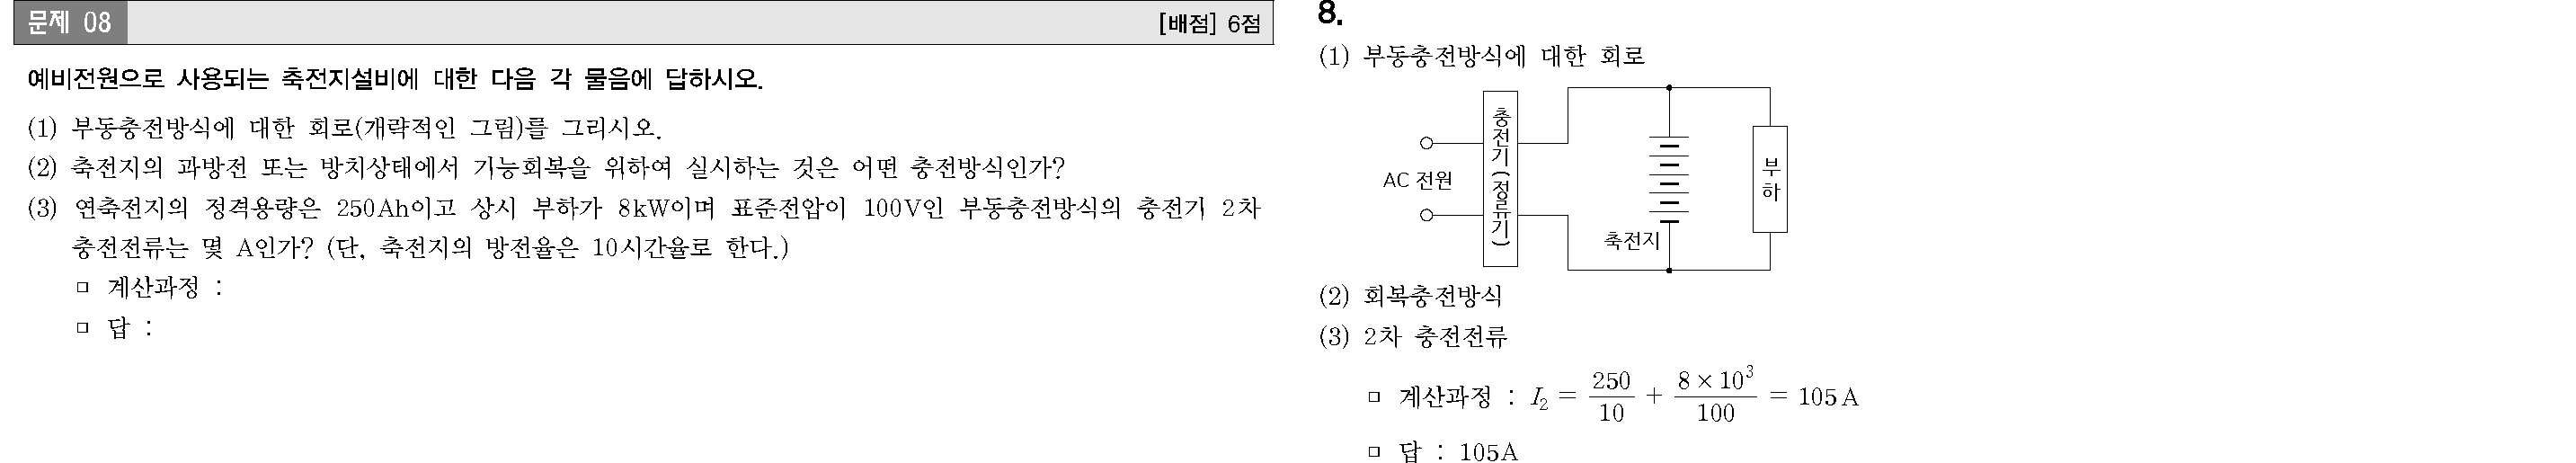 문제 08
[배점] 6점
예비전원으로 사용되는 축전지설비에 대한 다음 각 물음에 답하시오.
(1) 부동충전방식에 대한 회로(개략적인 그림)를 그리시오.
(2) 축전지의 과방전 또는 방치상태에서 기능회복을 위하여 실시하는 것은 어떤 충전방식인가?
(3) 연축전지의 정격용량은 250Ah이고 상시 부하가 8kW이며 표준전압이 100V인 부동충전방식의 충전기 2차
충전전류는 몇 A인가? (단, 축전지의 방전율은 10시간율로 한다.)
▫ 계산과정 :
▫ 답 :
8.
(1) 부동충전방식에 대한 회로
충전기(정류기)
AC 전원
축전지
부하
(2) 회복충전방식
(3) 2차 충전전류
▫ 계산과정 : I₂ = 250/10 + 8×10³/100 = 105A
▫ 답 : 105A